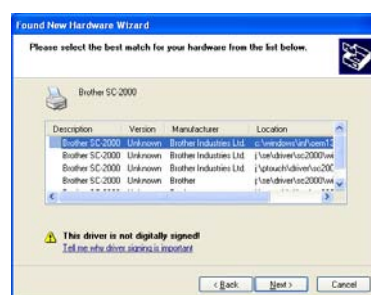 Found New Hardware Wizard
Please select the best match for your hardware from the list below.
Brother SC-2000
Description Version Manufacturer Location
Brother SC-2000 Unknown Brother Industries Ltd. c:\windows\inf\oem13
Brother SC-2000 Unknown Brother Industries Ltd. j:\se\driver\sc2000\wi
Brother SC-2000 Unknown Brother Industries Ltd. j:\ptouch\driver\sc200
Brother SC-2000 Unknown Brother j:\se\driver\sc2000\wi
This driver is not digitally signed!
Tell me why driver signing is important
< Back Next > Cancel